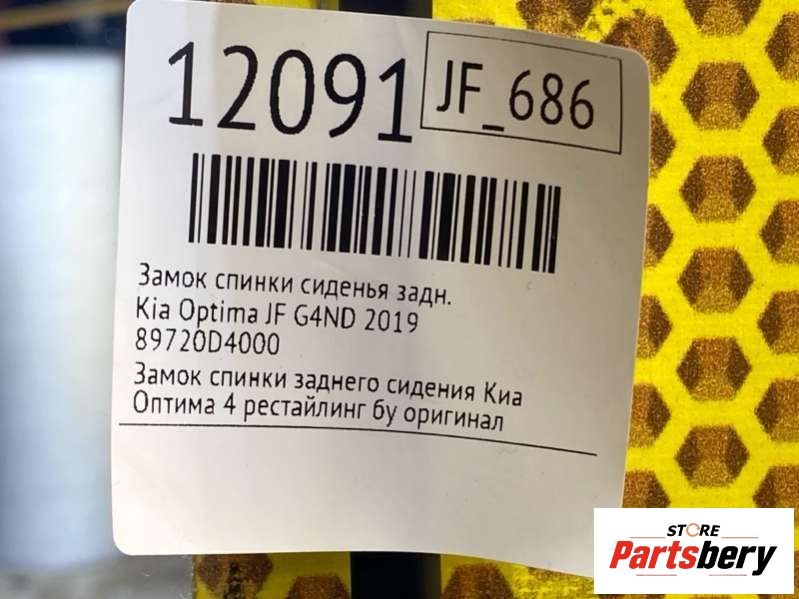 12091
JF_686
Замок спинки сиденья задн.
Kia Optima JF G4ND 2019
89720D4000
Замок спинки заднего сидения Киа
Оптима 4 рестайлинг бу оригинал
STORE
Partsbery